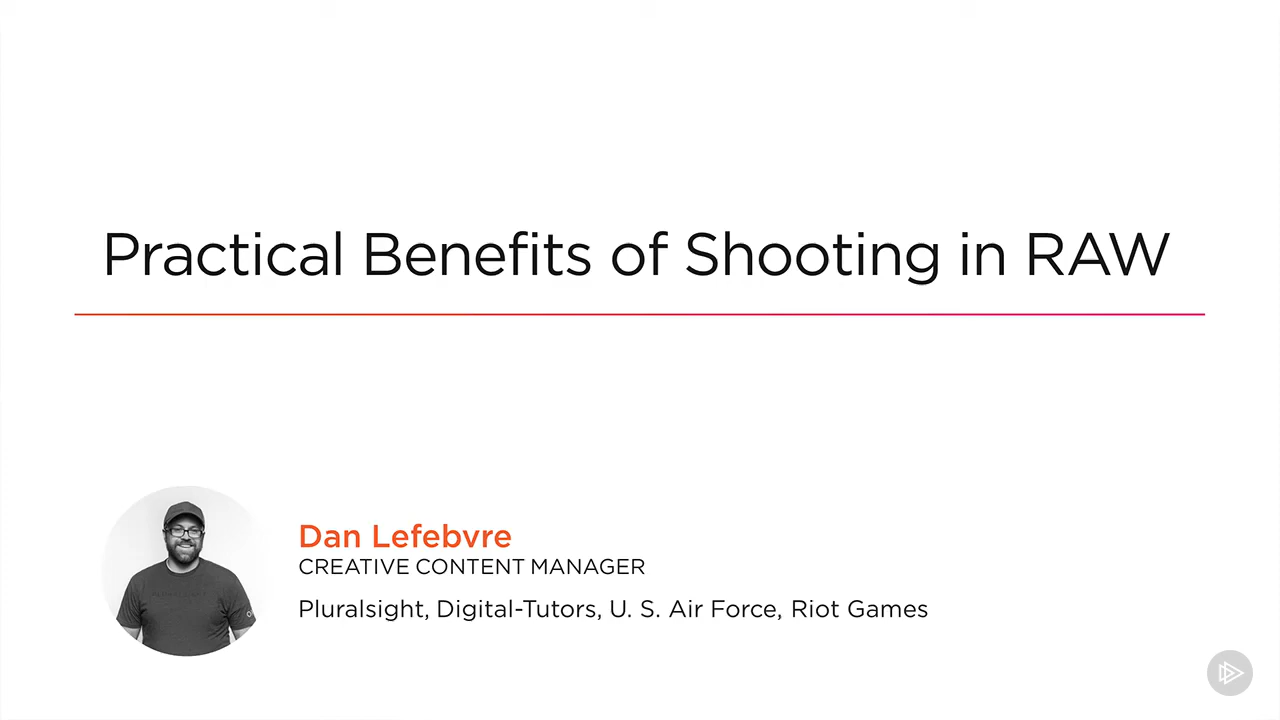 Practical Benefits of Shooting in RAW
Dan Lefebvre
CREATIVE CONTENT MANAGER
Pluralsight, Digital-Tutors, U. S. Air Force, Riot Games